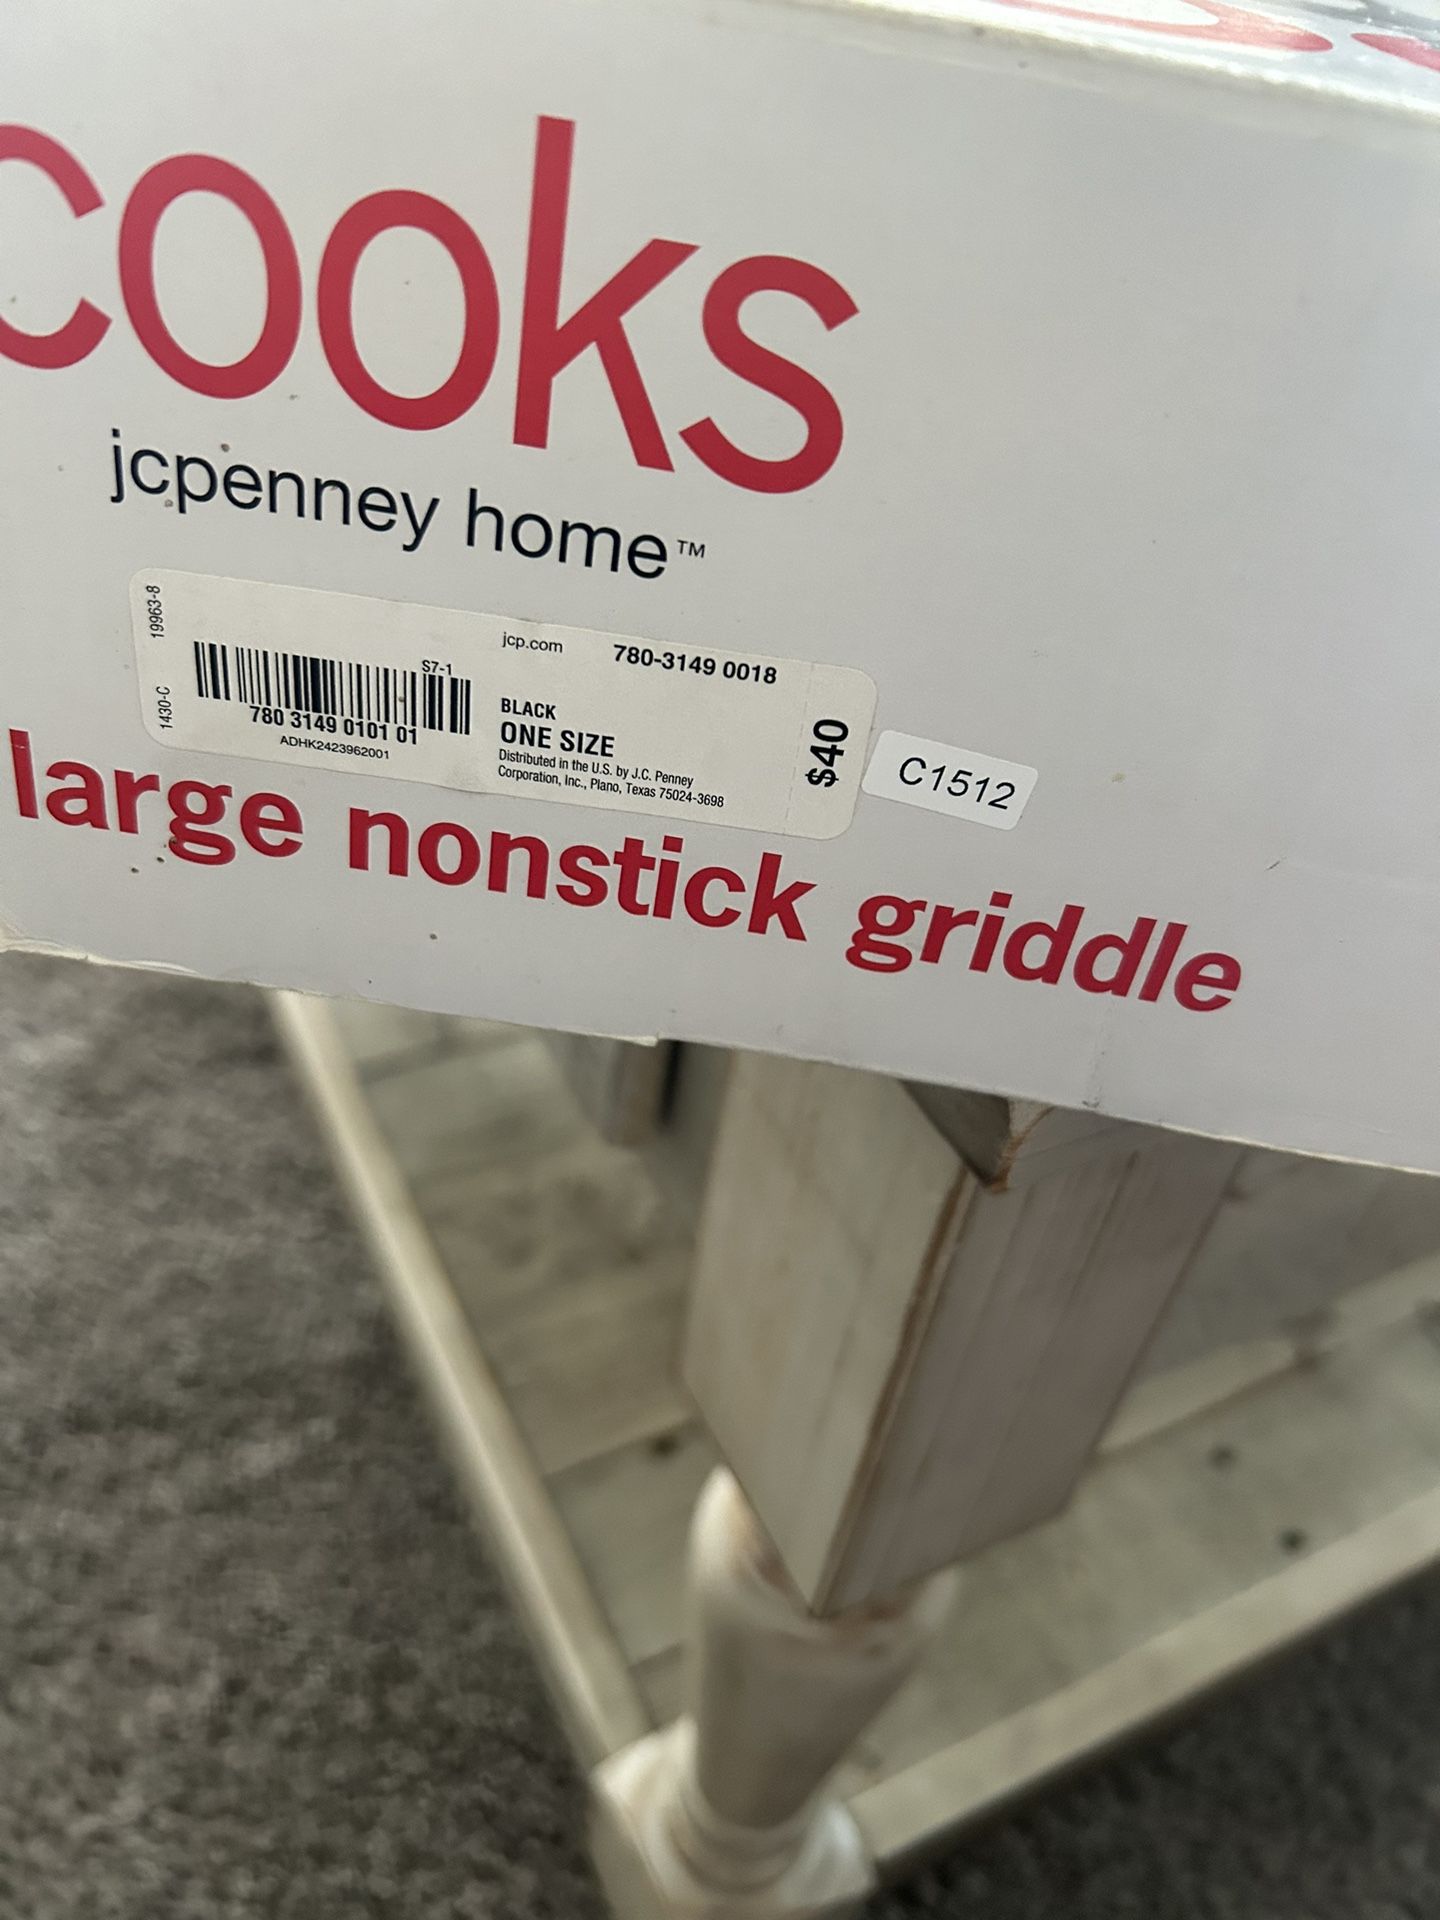 cooks
jcpenney home™
19963-8
1430-C
S7-1
780 3149 0101 01
ADHK2423962001
jcp.com 780-3149 0018
BLACK
ONE SIZE
Distributed in the U.S. by J.C. Penney
Corporation, Inc., Plano, Texas 75024-3698
$40
C1512
large nonstick griddle